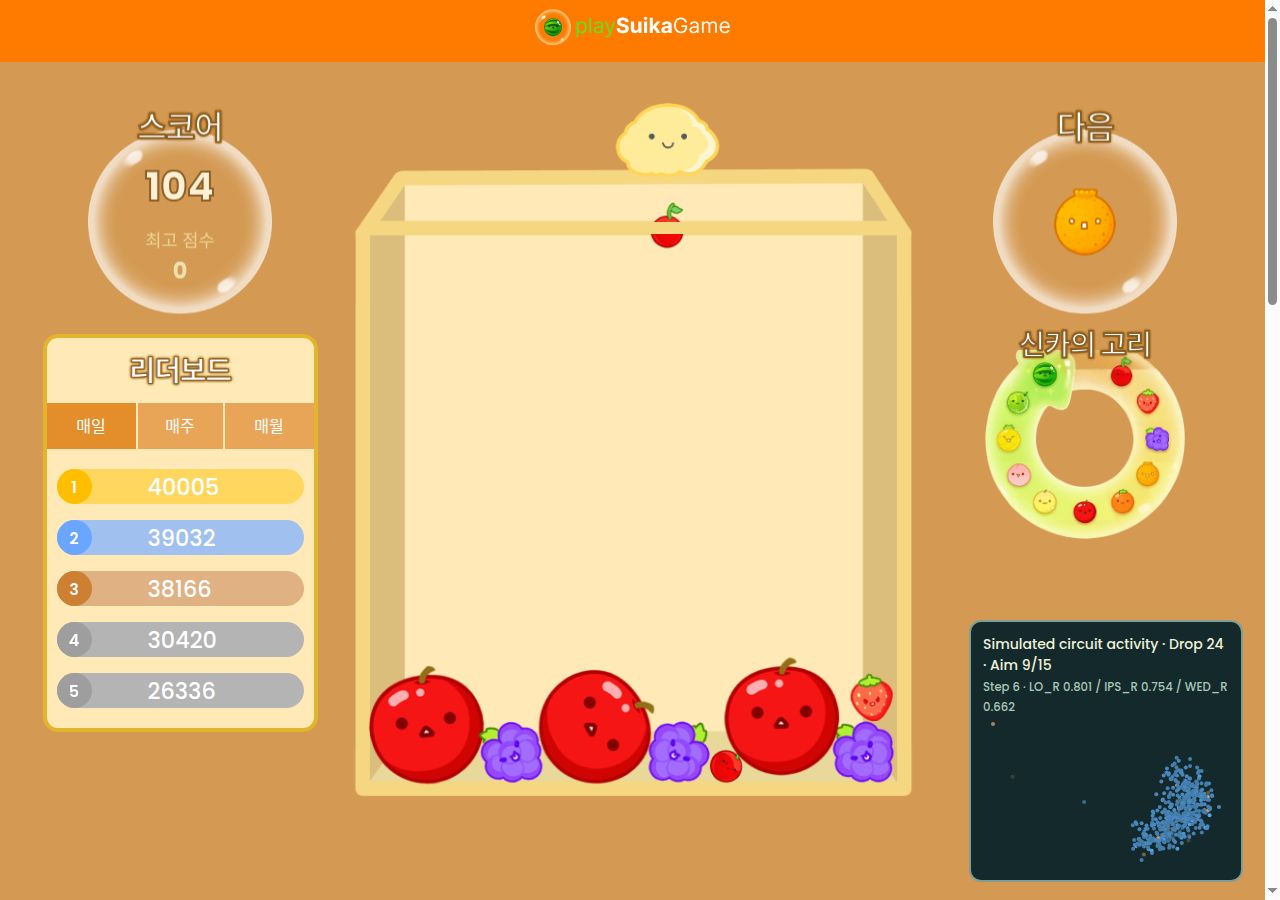 playSuikaGame
스코어
104
최고 점수
0
다음
신카의 고리
리더보드
매일 매주 매월
1 40005
2 39032
3 38166
4 30420
5 26336
Simulated circuit activity · Drop 24
· Aim 9/15
Step 6 · LO_R 0.801 / IPS_R 0.754 / WED_R
0.662